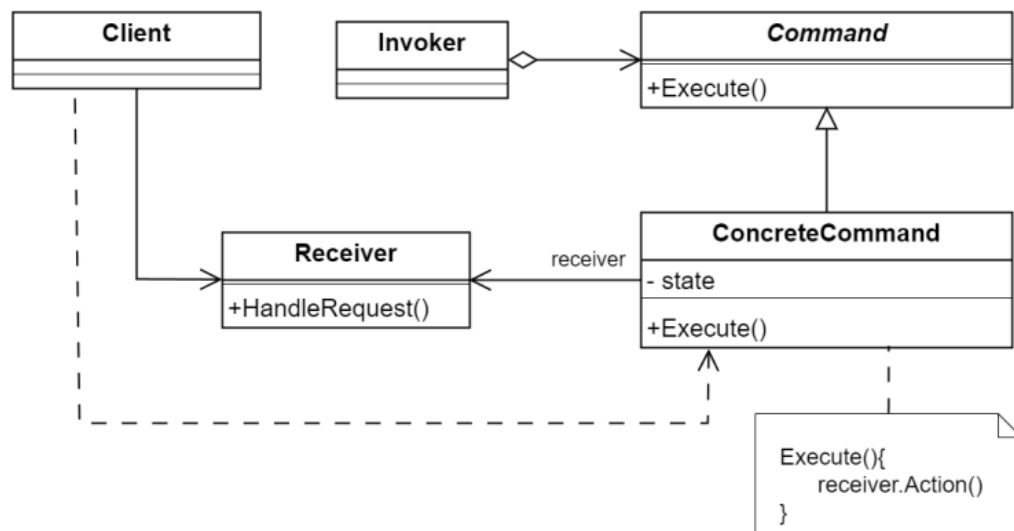 Client
Invoker
Command
+Execute()
Receiver
+HandleRequest()
receiver
ConcreteCommand
- state
+Execute()
Execute(){
receiver.Action()
}